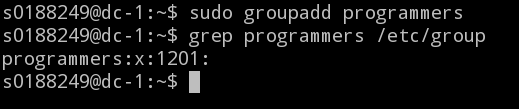 s0188249@dc-1:~$ sudo groupadd programmers
s0188249@dc-1:~$ grep programmers /etc/group
programmers:x:1201:
s0188249@dc-1:~$